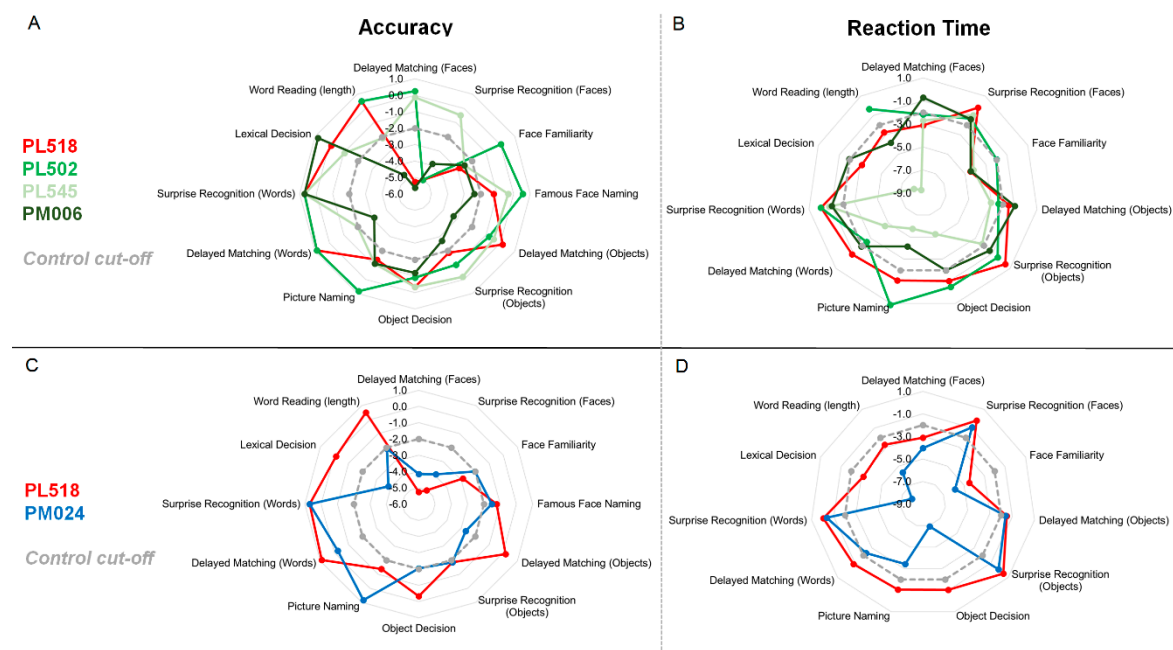 A
Accuracy
B
Reaction Time
PL518
PL502
PL545
PM006
Control cut-off
Delayed Matching (Faces)
Surprise Recognition (Faces)
Face Familiarity
Famous Face Naming
Delayed Matching (Objects)
Surprise Recognition
(Objects)
Object Decision
Picture Naming
Delayed Matching (Words)
Surprise Recognition (Words)
Lexical Decision
Word Reading (length)
1.0
0.0
-1.0
-2.0
-3.0
-4.0
-5.0
-6.0
Delayed Matching (Faces)
Surprise Recognition (Faces)
Face Familiarity
Delayed Matching (Objects)
Surprise Recognition
(Objects)
Object Decision
Picture Naming
Delayed Matching (Words)
Surprise Recognition (Words)
Lexical Decision
Word Reading (length)
1.0
-1.0
-3.0
-5.0
-7.0
-9.0
C
D
PL518
PM024
Control cut-off
Delayed Matching (Faces)
Surprise Recognition (Faces)
Face Familiarity
Famous Face Naming
Delayed Matching (Objects)
Surprise Recognition
(Objects)
Object Decision
Picture Naming
Delayed Matching (Words)
Surprise Recognition (Words)
Lexical Decision
Word Reading (length)
1.0
0.0
-1.0
-2.0
-3.0
-4.0
-5.0
-6.0
Delayed Matching (Faces)
Surprise Recognition (Faces)
Face Familiarity
Delayed Matching (Objects)
Surprise Recognition
(Objects)
Object Decision
Picture Naming
Delayed Matching (Words)
Surprise Recognition (Words)
Lexical Decision
Word Reading (length)
1.0
-1.0
-3.0
-5.0
-7.0
-9.0